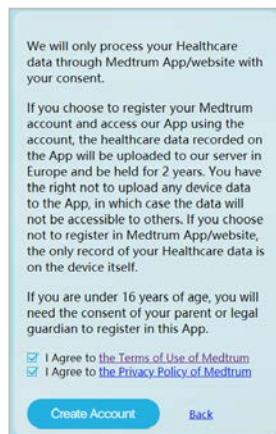 We will only process your Healthcare
data through Medtrum App/website with
your consent.
If you choose to register your Medtrum
account and access our App using the
account, the healthcare data recorded on
the App will be uploaded to our server in
Europe and be held for 2 years. You have
the right not to upload any device data
to the App, in which case the data will
not be accessible to others. If you choose
not to register in Medtrum App/website,
the only record of your Healthcare data is
on the device itself.
If you are under 16 years of age, you will
need the consent of your parent or legal
guardian to register in this App.
I Agree to the Terms of Use of Medtrum
I Agree to the Privacy Policy of Medtrum
Create Account Back